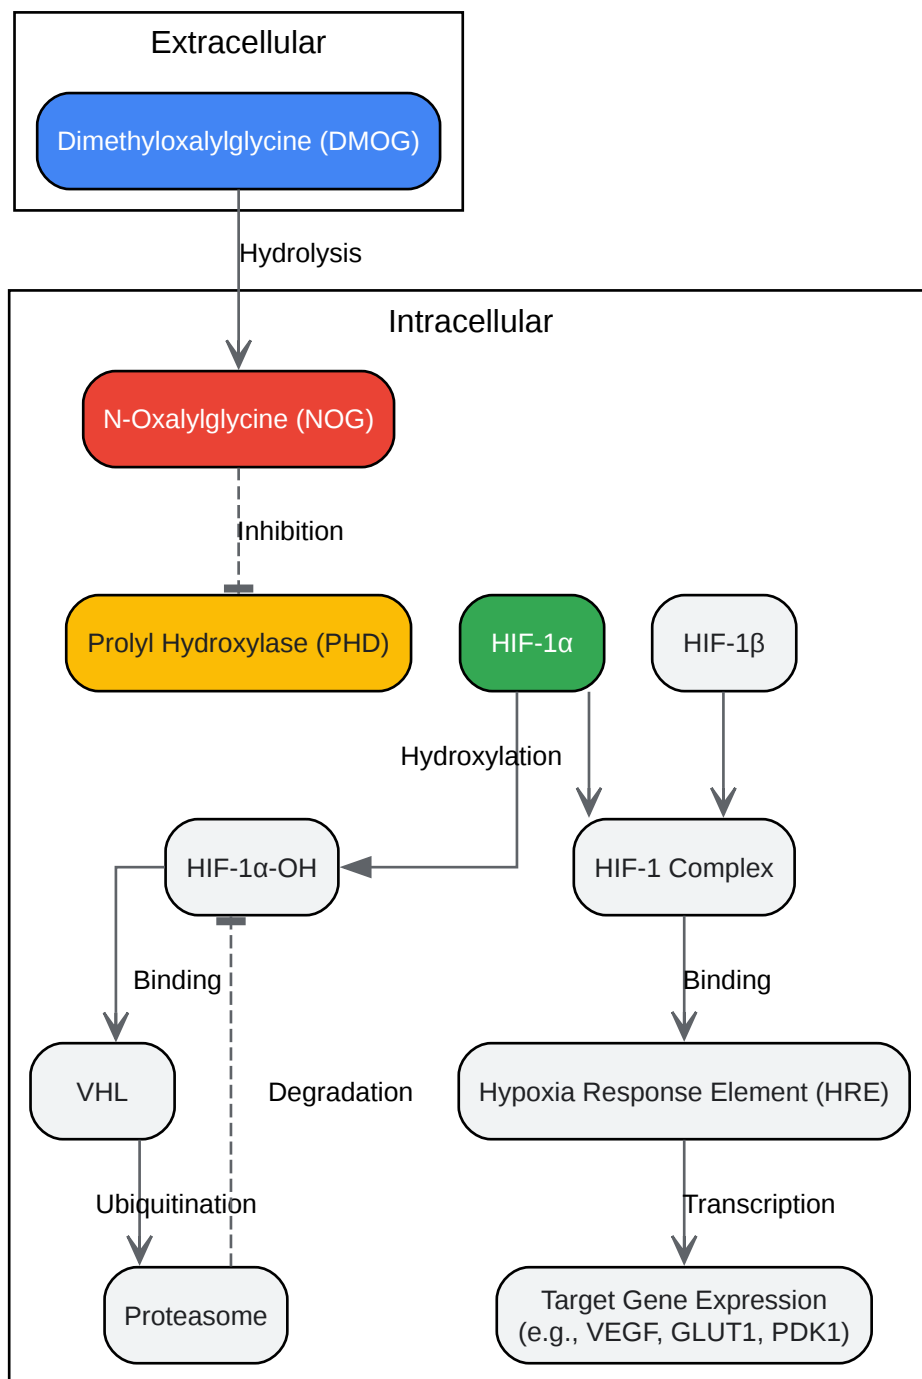 Extracellular
Dimethyloxalylglycine (DMOG)
Hydrolysis
Intracellular
N-Oxalylglycine (NOG)
Inhibition
Prolyl Hydroxylase (PHD)
HIF-1α
HIF-1β
Hydroxylation
HIF-1α-OH
HIF-1 Complex
Binding
Binding
VHL
Degradation
Hypoxia Response Element (HRE)
Ubiquitination
Transcription
Proteasome
Target Gene Expression
(e.g., VEGF, GLUT1, PDK1)